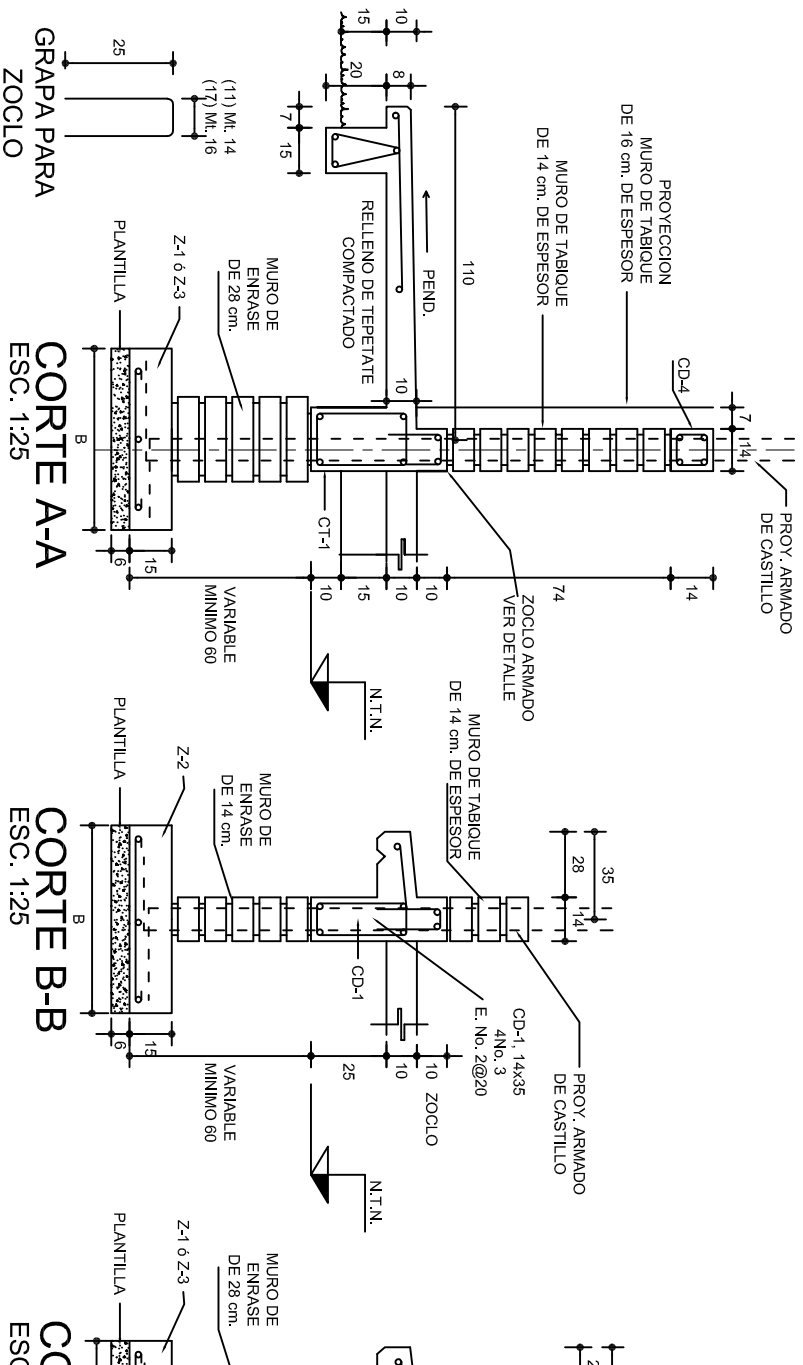 PROYECCION
MURO DE TABIQUE
DE 16 cm. DE ESPESOR
MURO DE TABIQUE
DE 14 cm. DE ESPESOR
CD-4
7
14
PROY. ARMADO
DE CASTILLO
110
PEND.
RELLENO DE TEPETATE
COMPACTADO
10
15
8
20
7
15
10
ZOCLO ARMADO
VER DETALLE
14
74
10
10
15
10
VARIABLE
MINIMO 60
15
6
N.T.N.
CT-1
MURO DE
ENRASE
DE 28 cm.
Z-1 ó Z-3
PLANTILLA
B
CORTE A-A
ESC. 1:25
(11) Mt. 14
(17) Mt. 16
25
GRAPA PARA
ZOCLO
35
28
14
MURO DE TABIQUE
DE 14 cm. DE ESPESOR
PROY. ARMADO
DE CASTILLO
CD-1, 14x35
4No. 3
E. No. 2@20
CD-1
10
ZOCLO
10
25
VARIABLE
MINIMO 60
15
6
N.T.N.
MURO DE
ENRASE
DE 14 cm.
Z-2
PLANTILLA
B
CORTE B-B
ESC. 1:25
2
MURO DE
ENRASE
DE 28 cm.
Z-1 ó Z-3
PLANTILLA
CO
ESC